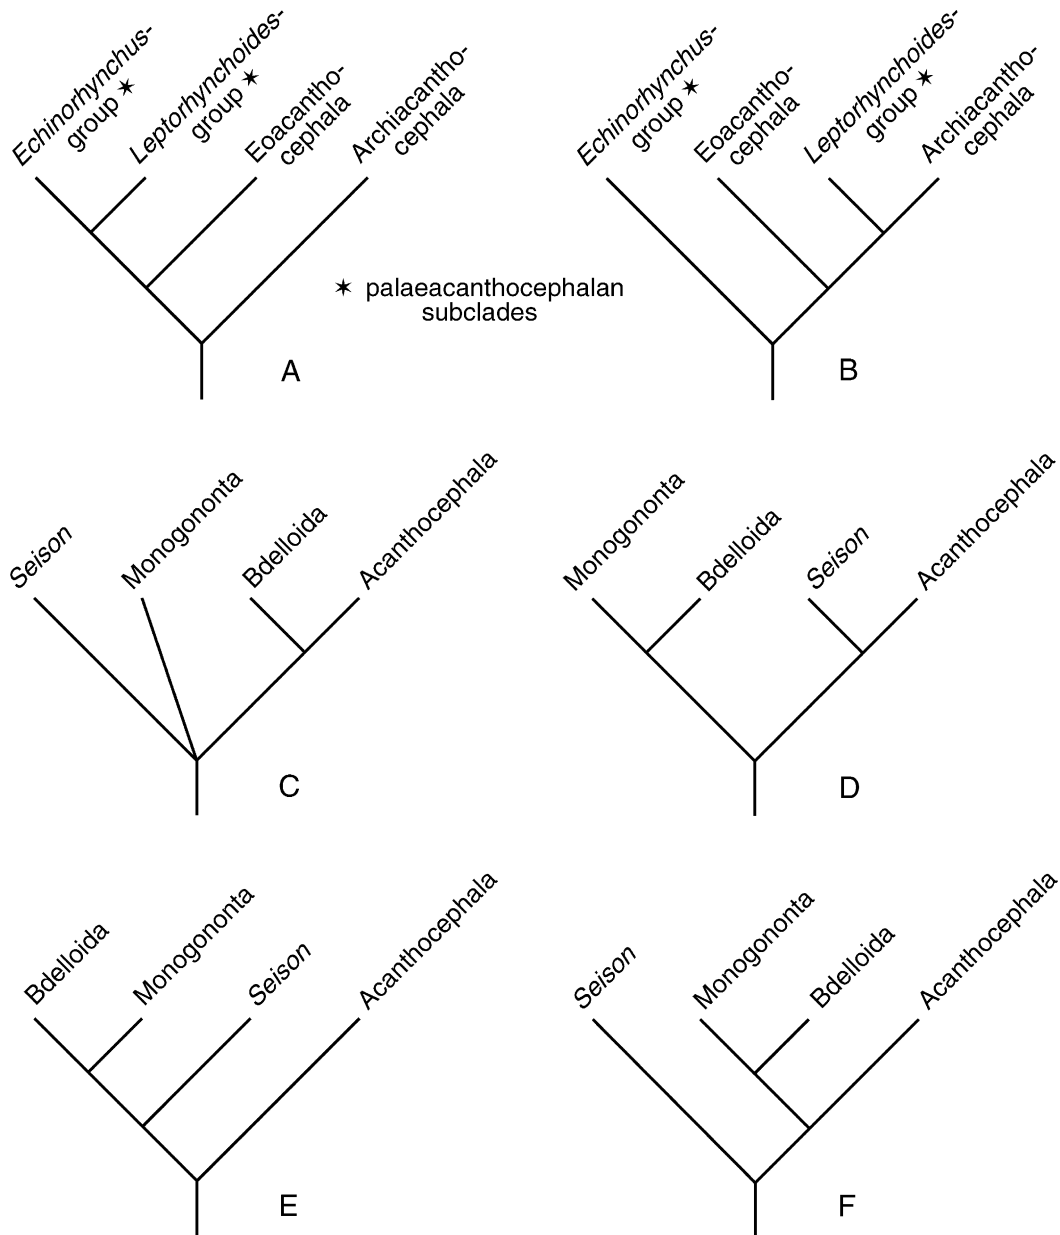 Echinorhynchus-
group ✶
Leptorhynchoides-
group ✶
Eoacantho-
cephala
Archiacantho-
cephala
Echinorhynchus-
group ✶
Eoacantho-
cephala
Leptorhynchoides-
group ✶
Archiacantho-
cephala
✶ palaeacanthocephalan
subclades
A
B
Seison
Monogononta
Bdelloida
Acanthocephala
Monogononta
Bdelloida
Seison
Acanthocephala
C
D
Bdelloida
Monogononta
Seison
Acanthocephala
Seison
Monogononta
Bdelloida
Acanthocephala
E
F